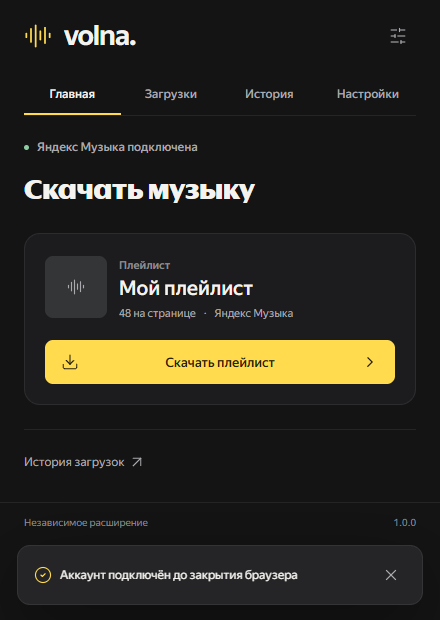 volna.
Главная Загрузки История Настройки
Яндекс Музыка подключена
Скачать музыку
Плейлист
Мой плейлист
48 на странице · Яндекс Музыка
Скачать плейлист
История загрузок
Независимое расширение 1.0.0
Аккаунт подключён до закрытия браузера